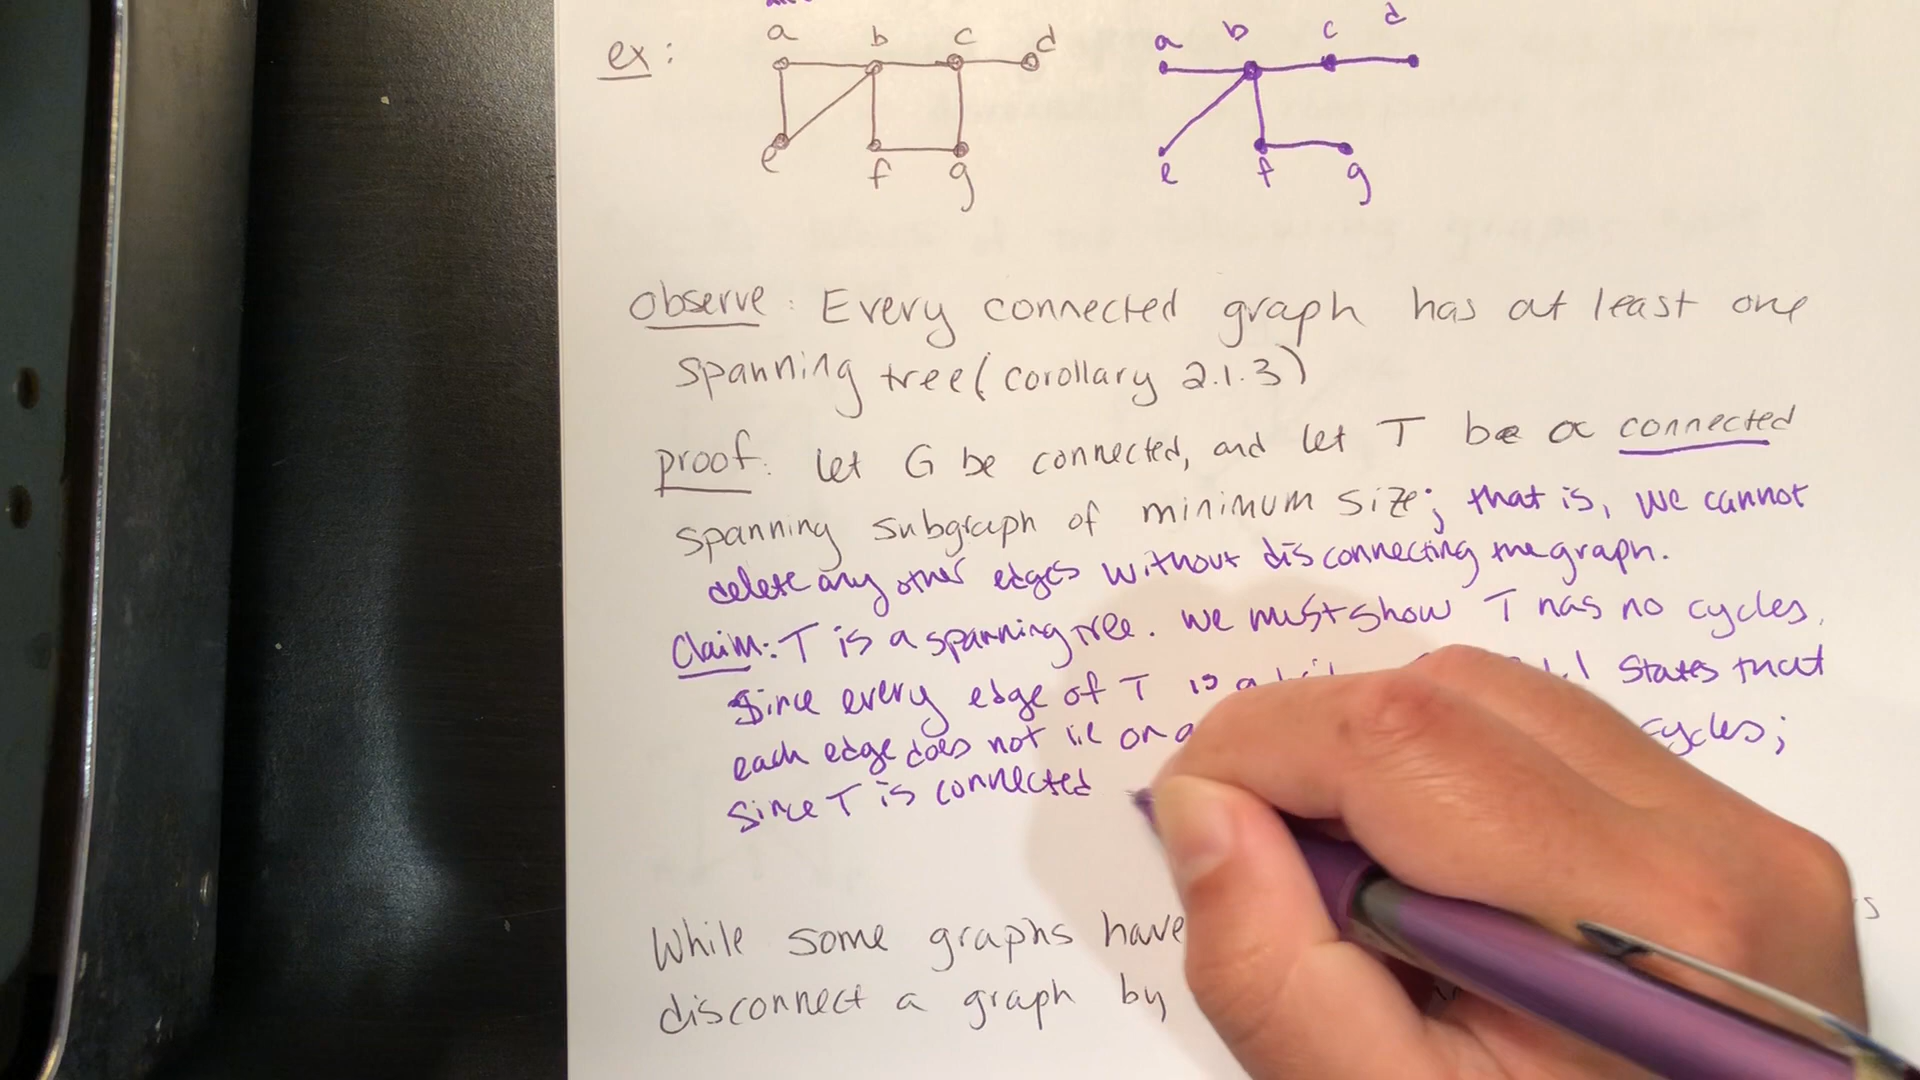 ex:
a b c d
e f g
a b c d
e f g
observe: Every connected graph has at least one
spanning tree (corollary 2.1.3)
proof: let G be connected, and let T be a connected
spanning subgraph of minimum size; that is, we cannot
delete any other edges without disconnecting the graph.
Claim: T is a spanning tree. we must show T has no cycles.
Since every edge of T is a States that
each edge does not lie on a cycles;
since T is connected
While some graphs have
disconnect a graph by